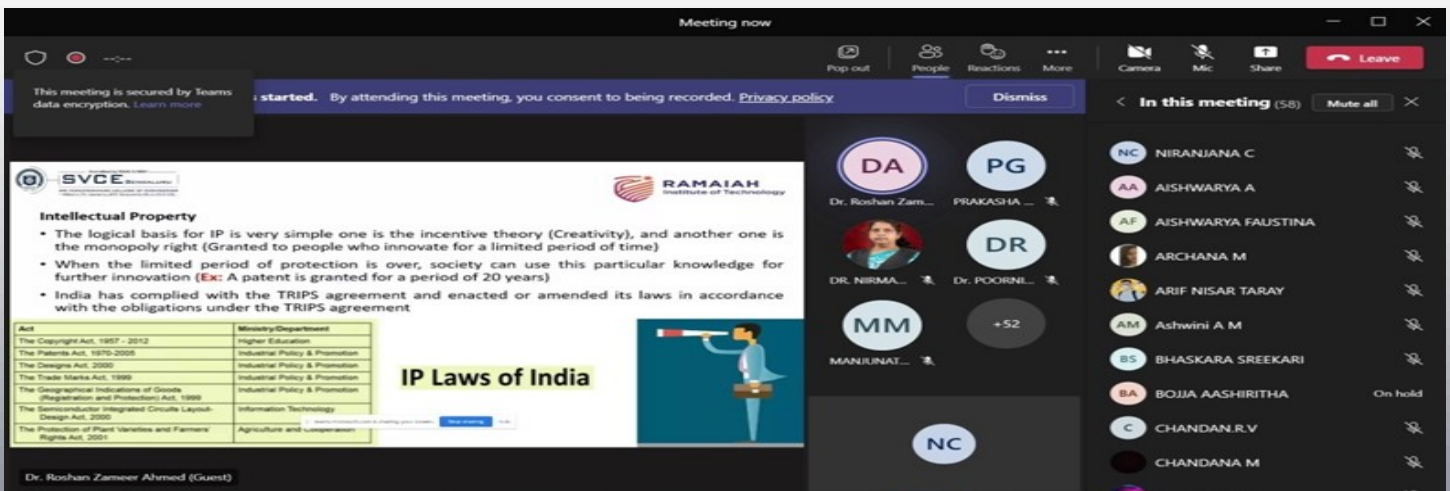 Meeting now
--:--
Pop out
People
Reactions
More
Camera
Mic
Share
Leave
This meeting is secured by Teams
data encryption. Learn more
started. By attending this meeting, you consent to being recorded. Privacy policy
Dismiss
SVCE BENGALURU
RAMAIAH
Institute of Technology
Intellectual Property
• The logical basis for IP is very simple one is the incentive theory (Creativity), and another one is
the monopoly right (Granted to people who innovate for a limited period of time)
• When the limited period of protection is over, society can use this particular knowledge for
further innovation (Ex: A patent is granted for a period of 20 years)
• India has complied with the TRIPS agreement and enacted or amended its laws in accordance
with the obligations under the TRIPS agreement
Act Ministry/Department
The Copyright Act, 1957 - 2012 Higher Education
The Patents Act, 1970-2005 Industrial Policy & Promotion
The Designs Act, 2000 Industrial Policy & Promotion
The Trade Marks Act, 1999 Industrial Policy & Promotion
The Geographical Indications of Goods Industrial Policy & Promotion
(Registration and Protection) Act, 1999
The Semiconductor Integrated Circuits Layout- Information Technology
Design Act, 2000
The Protection of Plant Varieties and Farmers' Agriculture and Cooperation
Rights Act, 2001
IP Laws of India
Stop sharing
Dr. Roshan Zameer Ahmed (Guest)
DA
Dr. Roshan Zam...
PG
PRAKASHA ...
DR. NIRMA...
DR
Dr. POORNI...
MM
MANJUNAT...
+52
NC
In this meeting (58)
Mute all
NC NIRANJANA C
AA AISHWARYA A
AF AISHWARYA FAUSTINA
ARCHANA M
ARIF NISAR TARAY
AM Ashwini A M
BS BHASKARA SREEKARI
BA BOJJA AASHIRITHA On hold
C CHANDAN.R.V
CHANDANA M